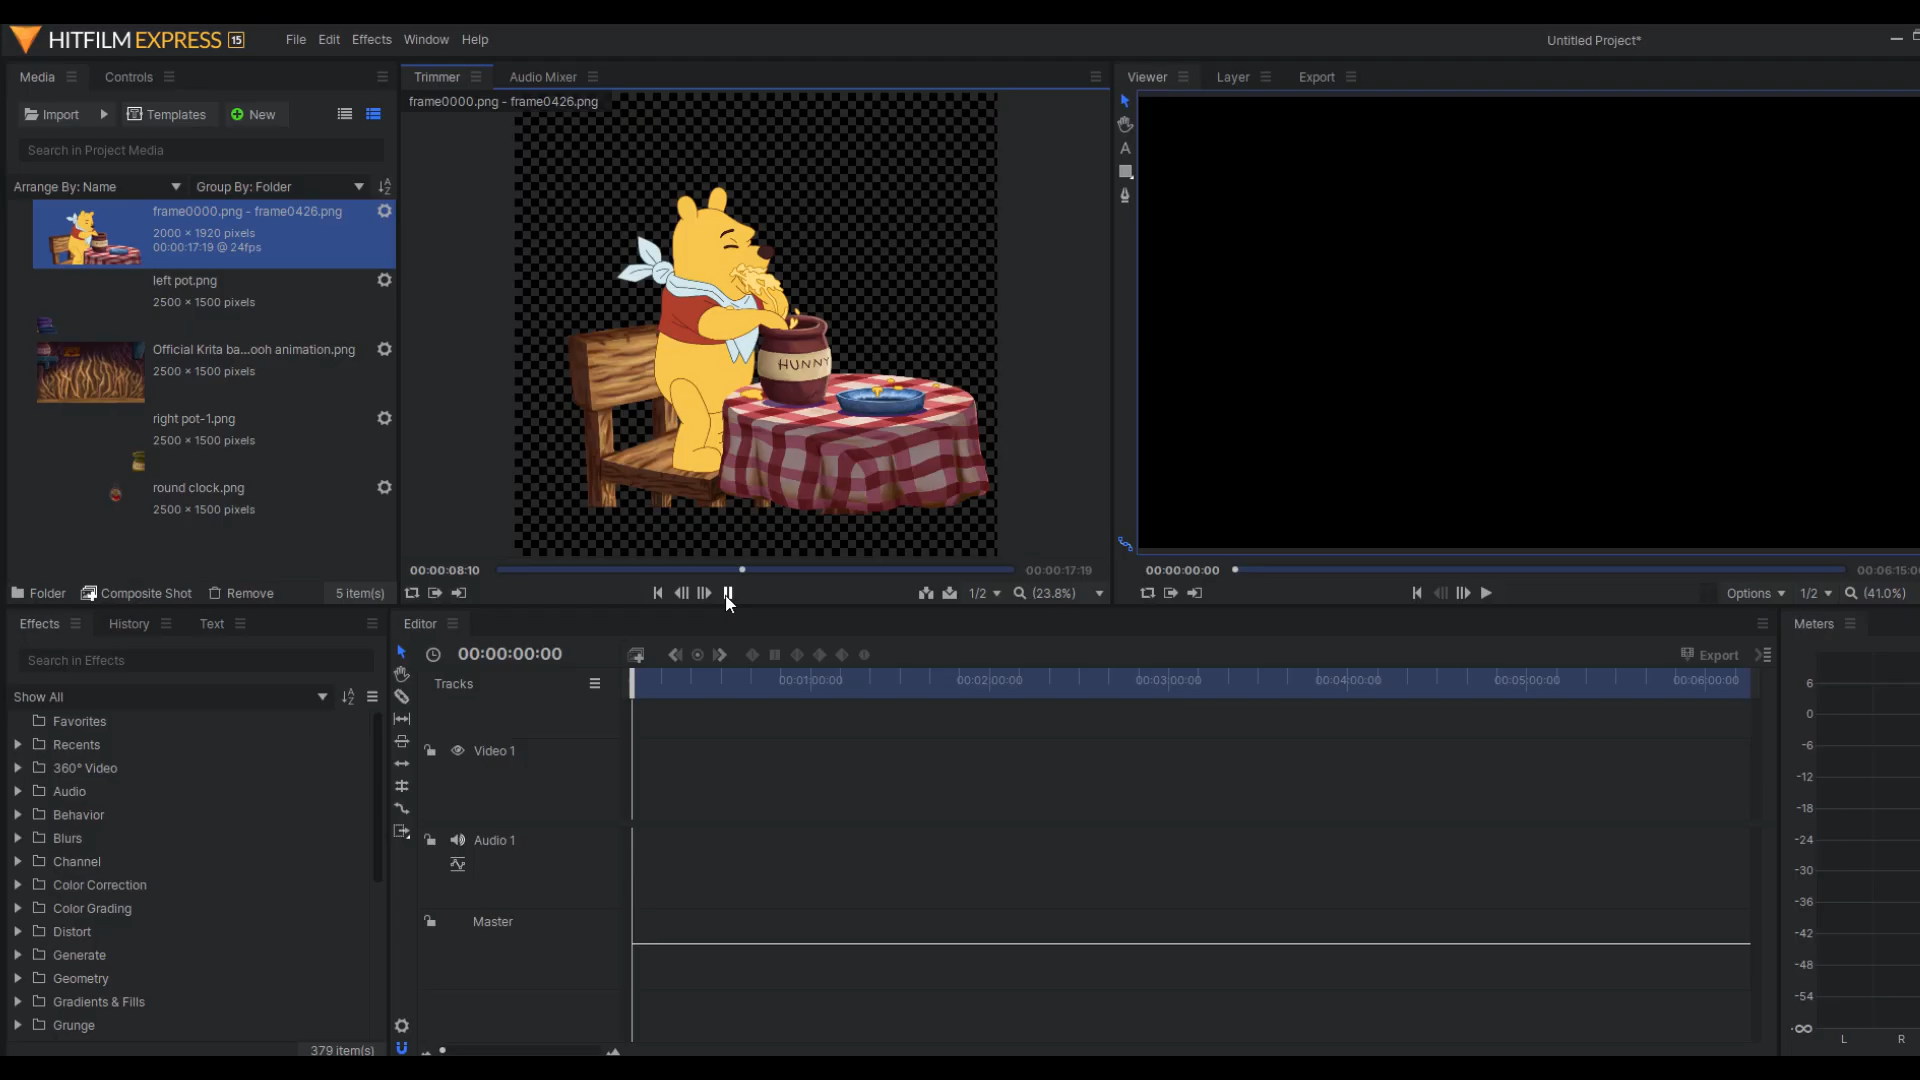 HITFILM EXPRESS 15
File Edit Effects Window Help
Untitled Project*
Media Controls
Trimmer Audio Mixer
Viewer Layer Export
frame0000.png - frame0426.png
Import Templates New
Search in Project Media
Arrange By: Name Group By: Folder
frame0000.png - frame0426.png
2000 × 1920 pixels
00:00:17:19 @ 24fps
left pot.png
2500 × 1500 pixels
Official Krita ba...ooh animation.png
2500 × 1500 pixels
right pot-1.png
2500 × 1500 pixels
round clock.png
2500 × 1500 pixels
HUNNY
00:00:08:10 00:00:17:19
00:00:00:00 00:06:15:00
Folder Composite Shot Remove 5 item(s)
1/2 (23.8%)
Options 1/2 (41.0%)
Effects History Text
Editor
Meters
Search in Effects
00:00:00:00
Export
Tracks
00:01:00:00 00:02:00:00 00:03:00:00 00:04:00:00 00:05:00:00 00:06:00:00
Show All
Favorites
Recents
360° Video
Audio
Behavior
Blurs
Channel
Color Correction
Color Grading
Distort
Generate
Geometry
Gradients & Fills
Grunge
379 item(s)
Video 1
Audio 1
Master
6
0
-6
-12
-18
-24
-30
-36
-42
-48
-54
-∞
L R